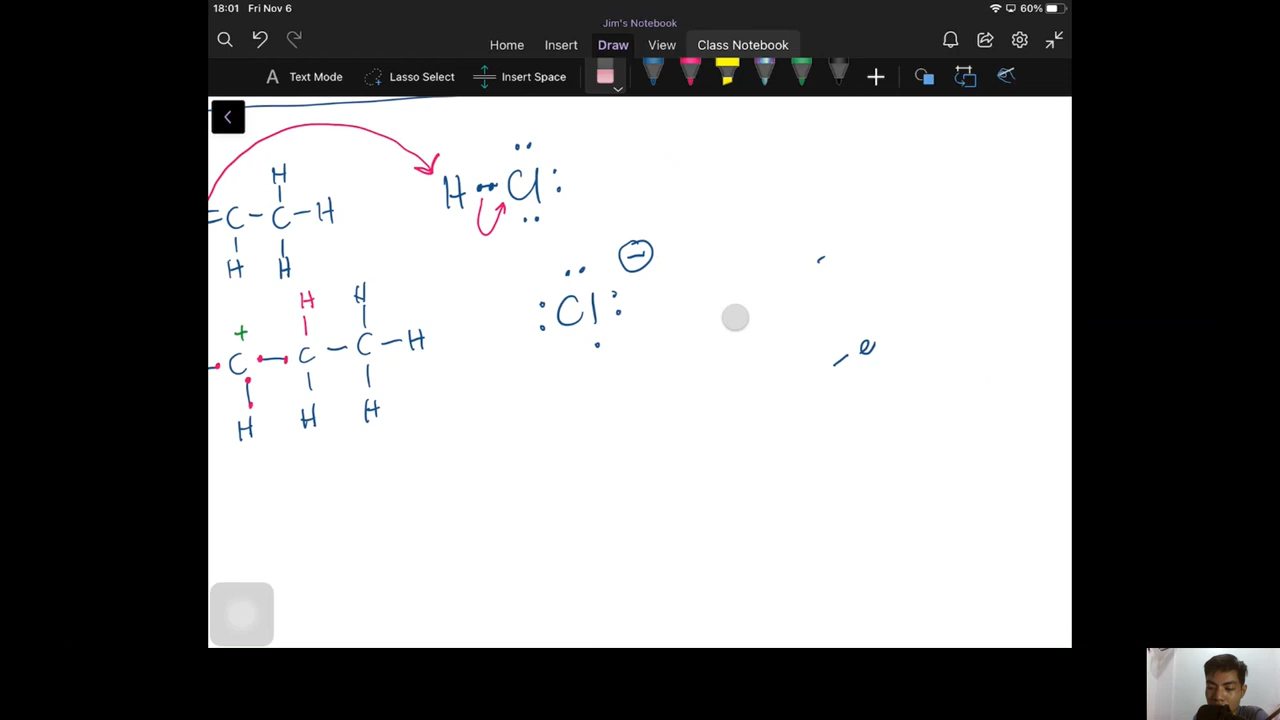 18:01 Fri Nov 6
60%
Jim's Notebook
Home Insert Draw View Class Notebook
A Text Mode Lasso Select Insert Space
H
H •• Cl
=C - C - H
H H
H H
+
C - C - C - H
H H H
Cl
−
e